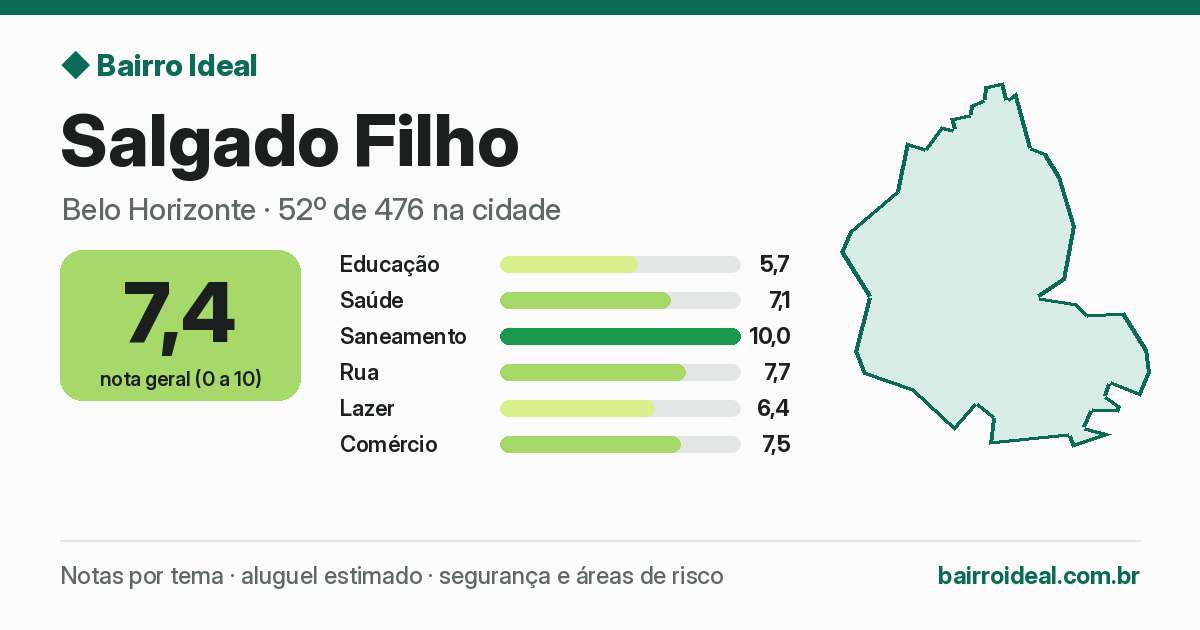 Bairro Ideal
Salgado Filho
Belo Horizonte · 52º de 476 na cidade
7,4
nota geral (0 a 10)
Educação 5,7
Saúde 7,1
Saneamento 10,0
Rua 7,7
Lazer 6,4
Comércio 7,5
Notas por tema · aluguel estimado · segurança e áreas de risco
bairroideal.com.br